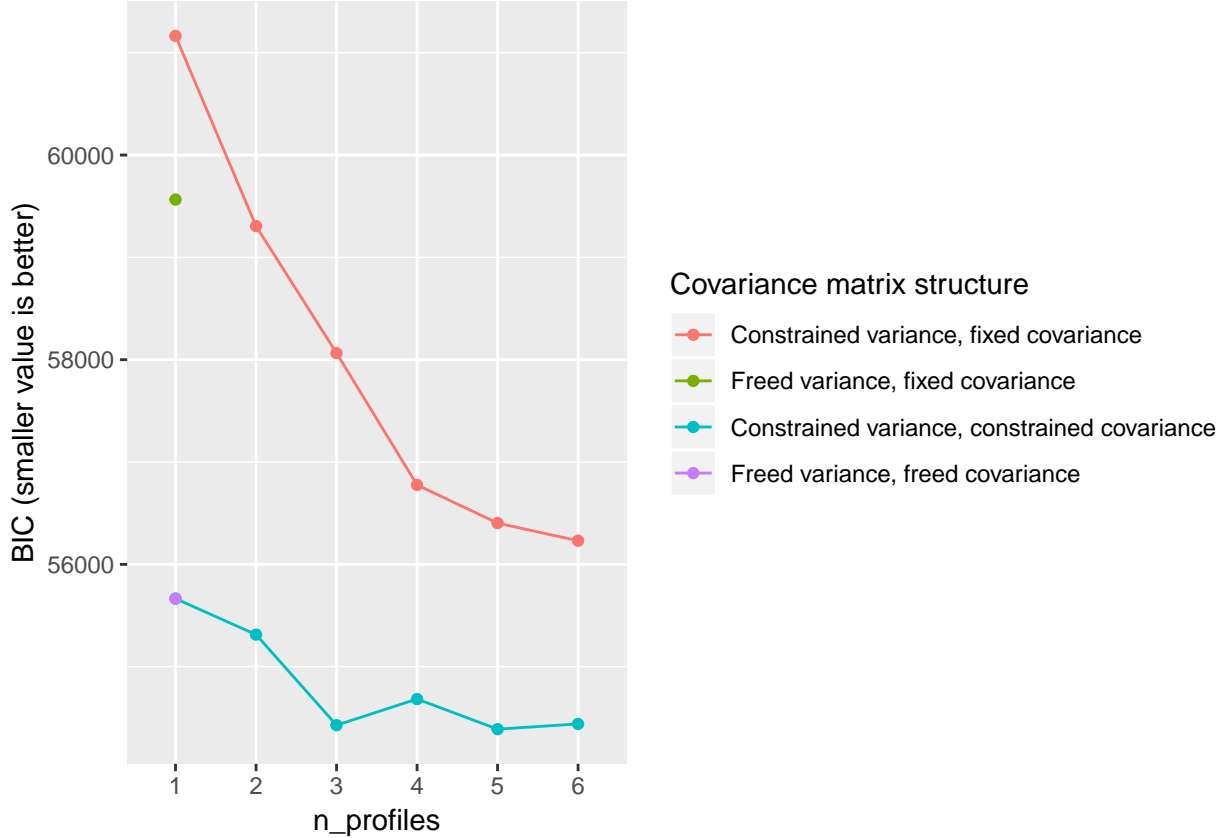 60000
58000
56000
BIC (smaller value is better)
1 2 3 4 5 6
n_profiles
Covariance matrix structure
Constrained variance, fixed covariance
Freed variance, fixed covariance
Constrained variance, constrained covariance
Freed variance, freed covariance